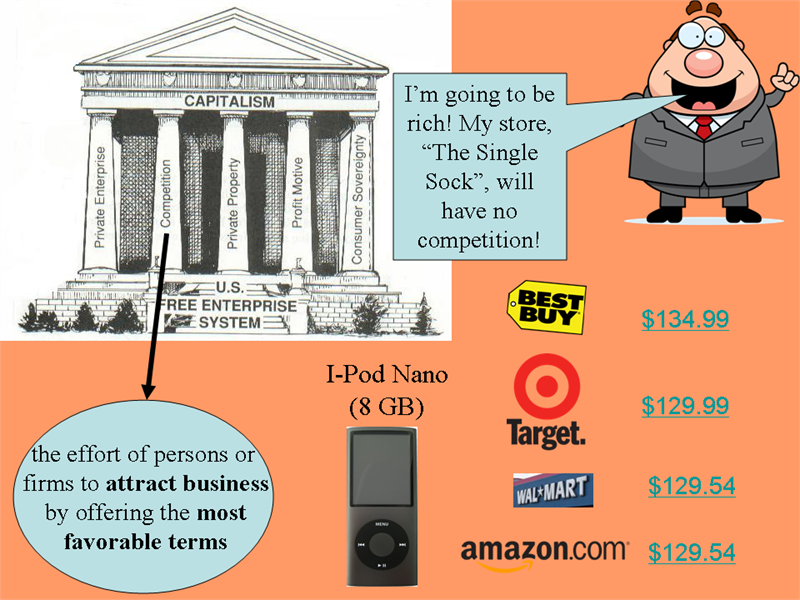 CAPITALISM
Private Enterprise
Competition
Private Property
Profit Motive
Consumer Sovereignty
U.S.
FREE ENTERPRISE
SYSTEM
I’m going to be
rich! My store,
“The Single
Sock”, will
have no
competition!
the effort of persons or
firms to attract business
by offering the most
favorable terms
I-Pod Nano
(8 GB)
MENU
BEST
BUY
$134.99
Target.
$129.99
WAL★MART
$129.54
amazon.com
$129.54